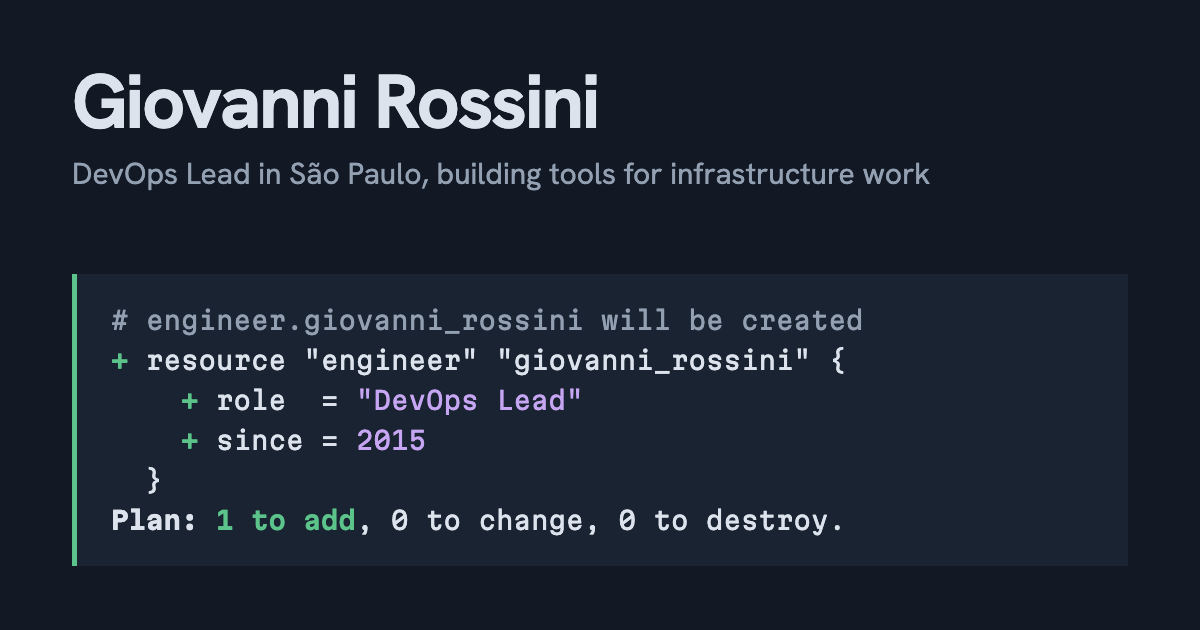 Giovanni Rossini
DevOps Lead in São Paulo, building tools for infrastructure work
# engineer.giovanni_rossini will be created
+ resource "engineer" "giovanni_rossini" {
    + role  = "DevOps Lead"
    + since = 2015
  }
Plan: 1 to add, 0 to change, 0 to destroy.